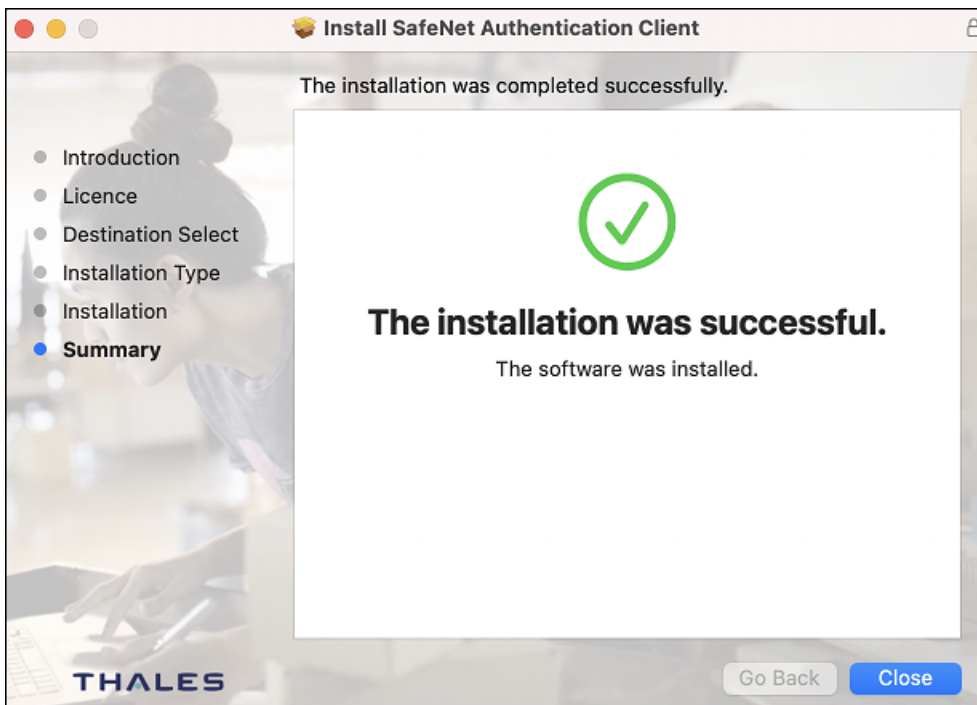 Install SafeNet Authentication Client
The installation was completed successfully.
Introduction
Licence
Destination Select
Installation Type
Installation
Summary
The installation was successful.
The software was installed.
THALES
Go Back
Close